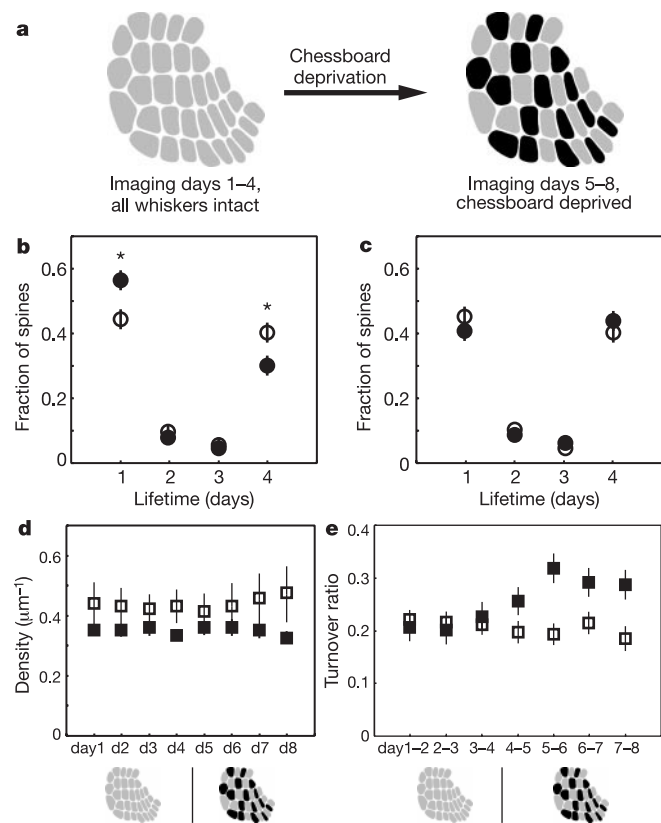 a
Chessboard
deprivation
Imaging days 1–4,
all whiskers intact
Imaging days 5–8,
chessboard deprived
b
Fraction of spines
0.6
0.4
0.2
0
*
*
1 2 3 4
Lifetime (days)
c
Fraction of spines
0.6
0.4
0.2
0
1 2 3 4
Lifetime (days)
d
Density (μm⁻¹)
0.6
0.4
0.2
0
day1 d2 d3 d4 d5 d6 d7 d8
e
Turnover ratio
0.4
0.3
0.2
0.1
0
day1–2 2–3 3–4 4–5 5–6 6–7 7–8